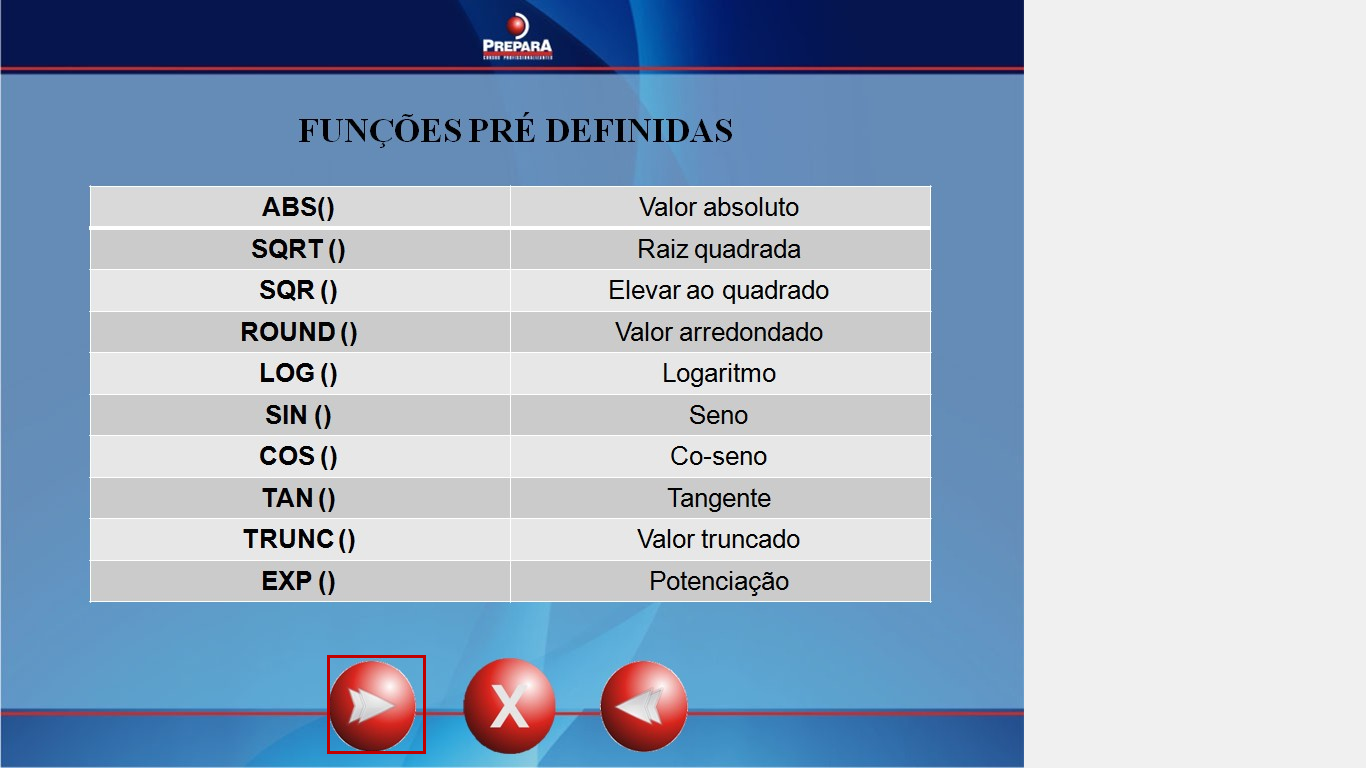 PREPARA
CURSOS PROFISSIONALIZANTES
FUNÇÕES PRÉ DEFINIDAS
ABS() Valor absoluto
SQRT () Raiz quadrada
SQR () Elevar ao quadrado
ROUND () Valor arredondado
LOG () Logaritmo
SIN () Seno
COS () Co-seno
TAN () Tangente
TRUNC () Valor truncado
EXP () Potenciação
X